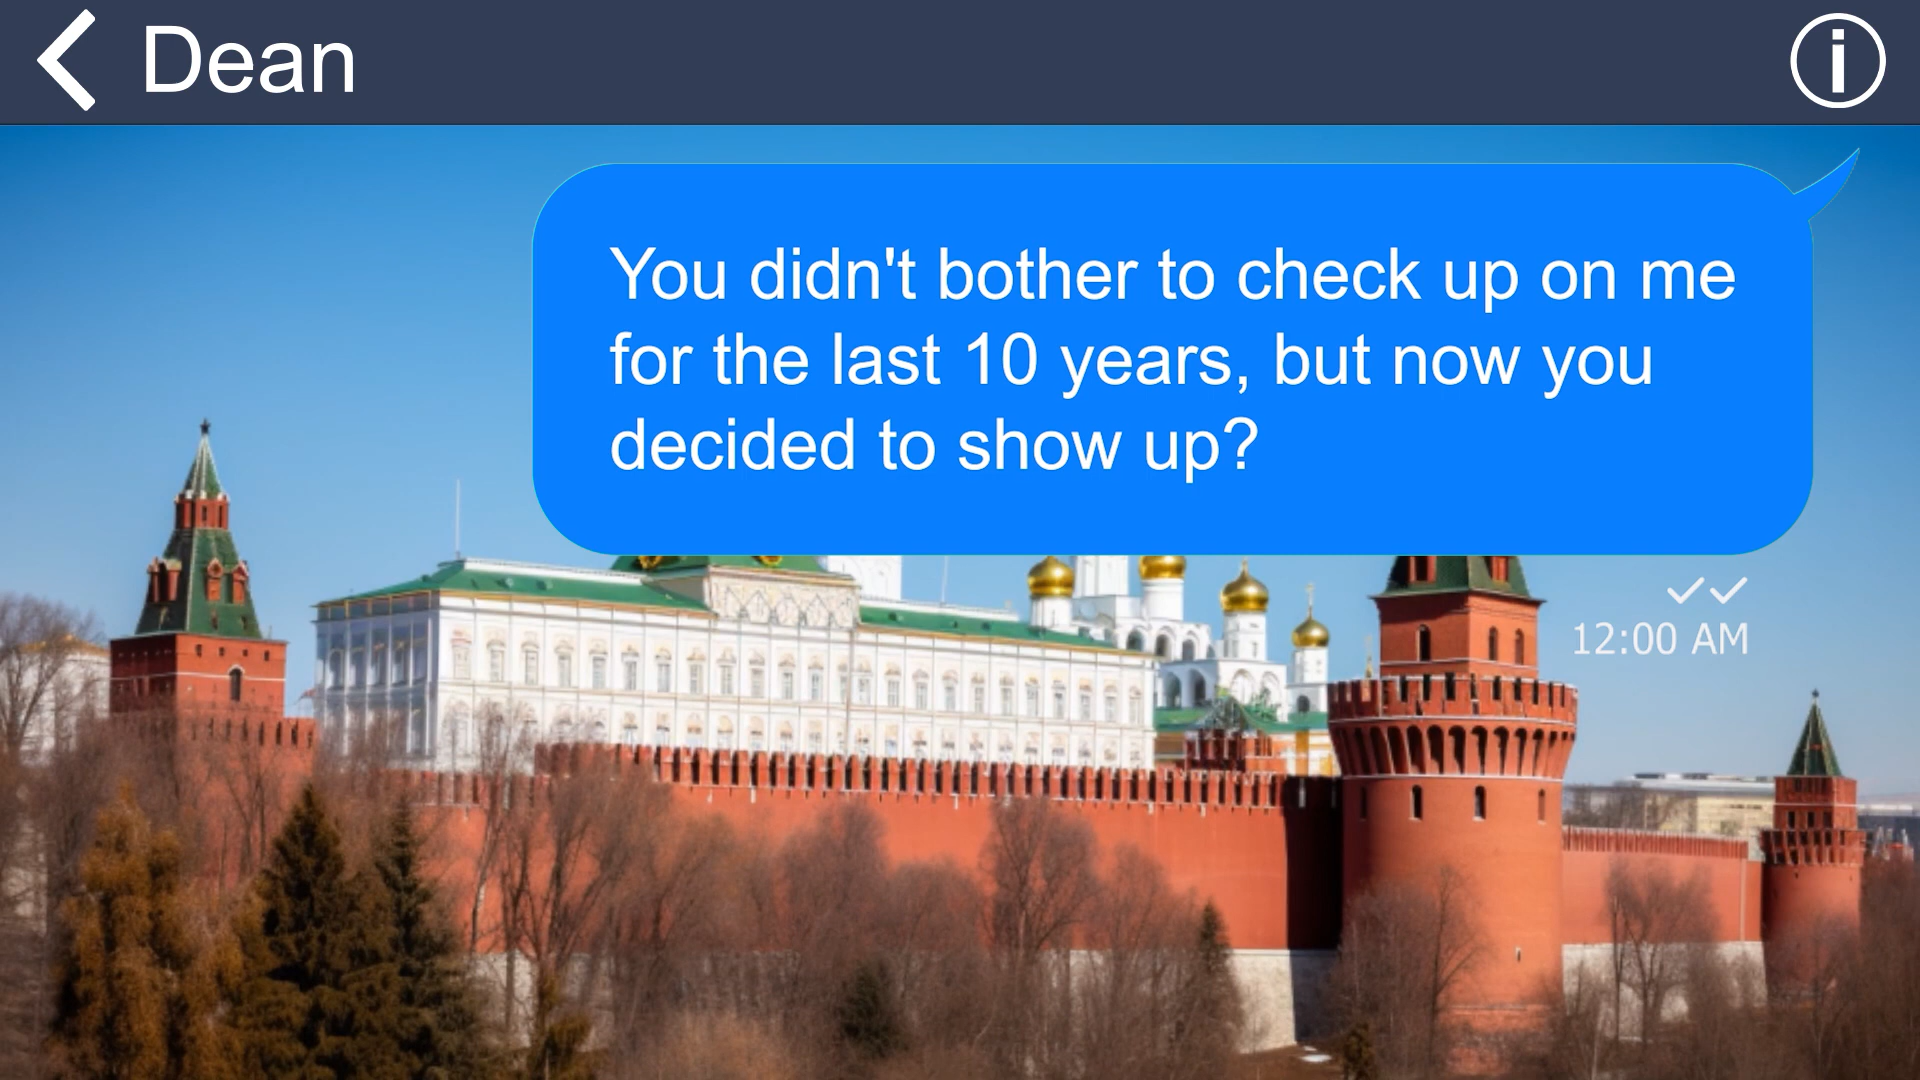 Dean
You didn't bother to check up on me
for the last 10 years, but now you
decided to show up?
12:00 AM